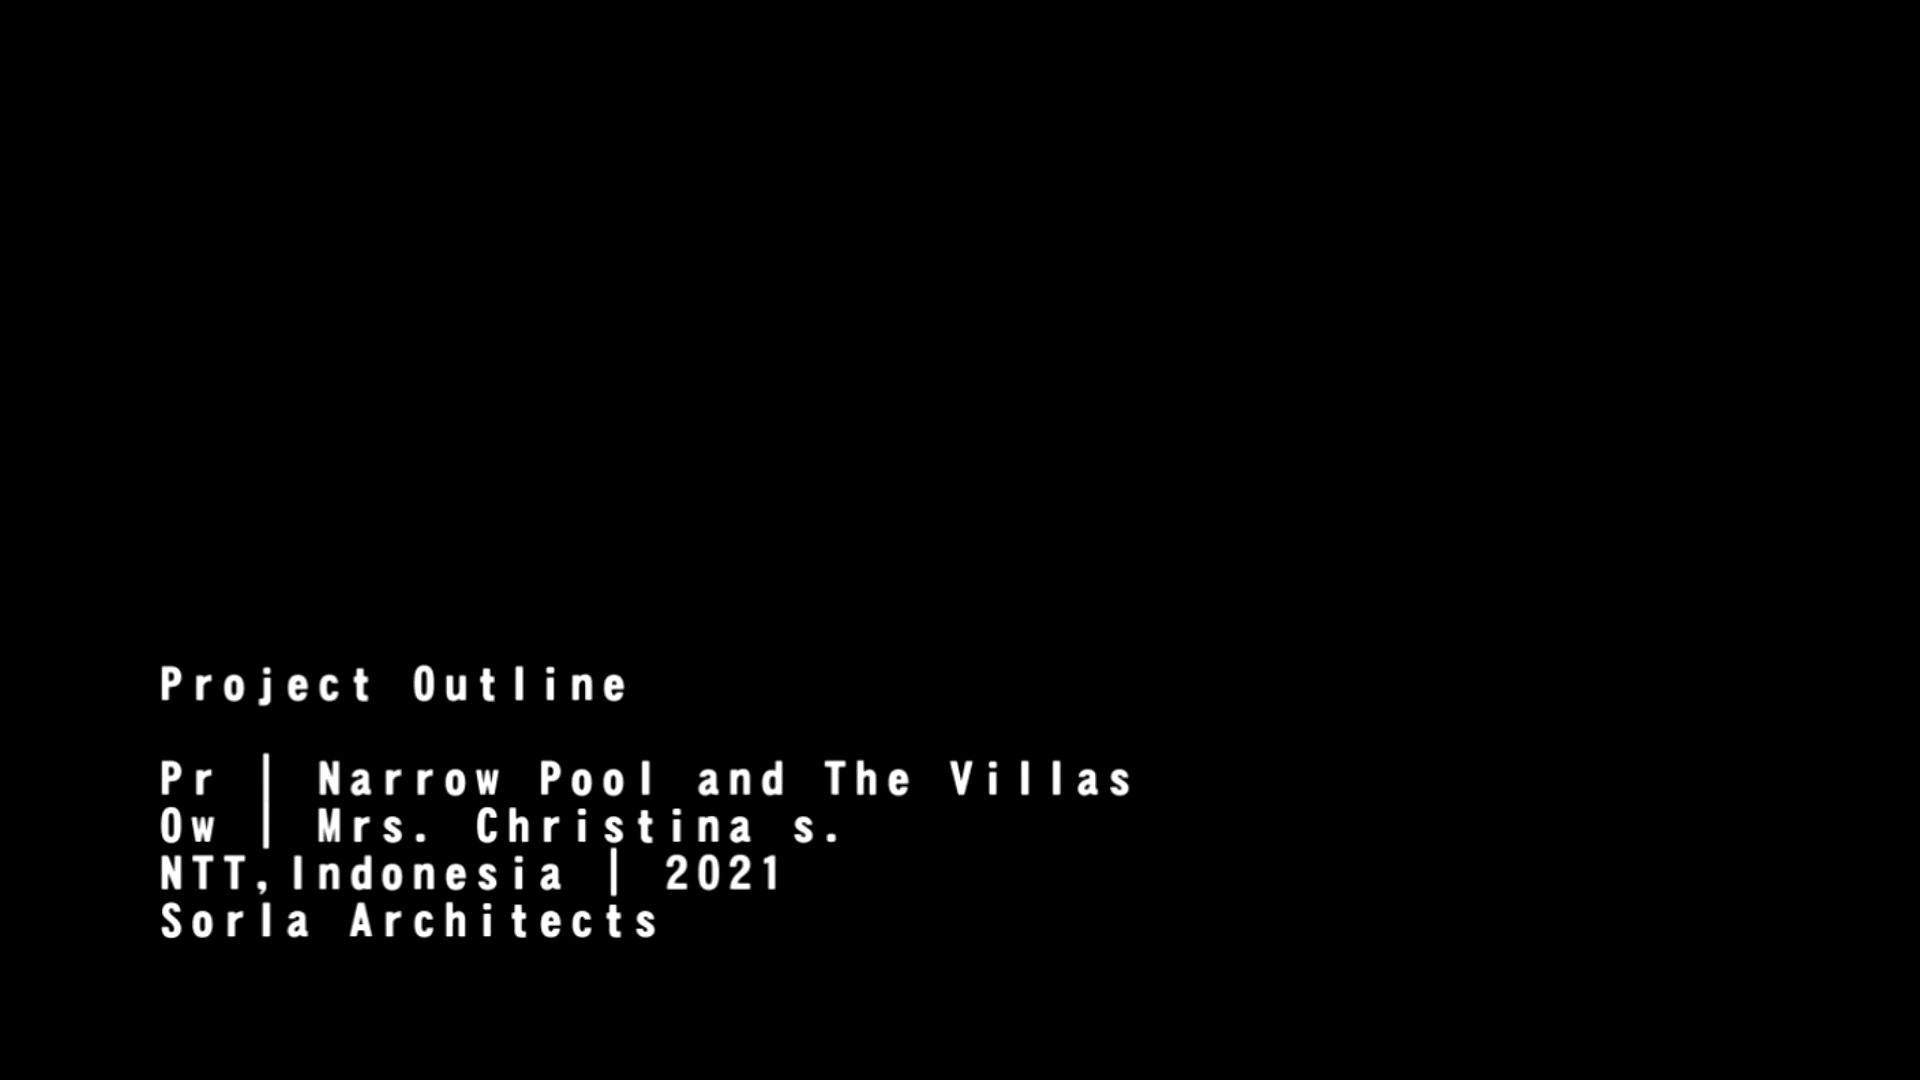 Project Outline
Pr | Narrow Pool and The Villas
Ow | Mrs. Christina s.
NTT,Indonesia | 2021
Sorla Architects